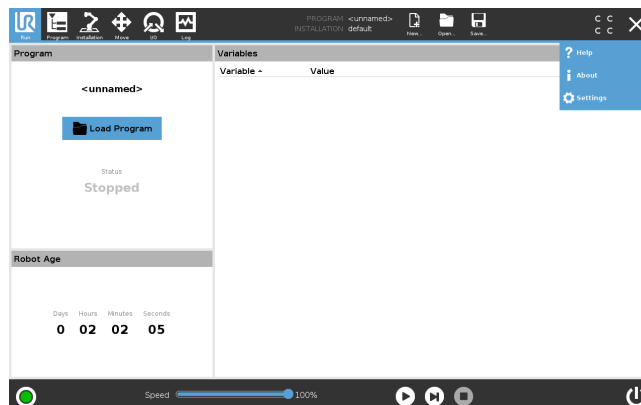 UR
Run
Program
Installation
Move
I/O
Log
PROGRAM <unnamed>
INSTALLATION default
New...
Open...
Save...
C C
C C
Program
<unnamed>
Load Program
Status
Stopped
Variables
Variable
Value
Help
About
Settings
Robot Age
Days Hours Minutes Seconds
0 02 02 05
Speed
100%